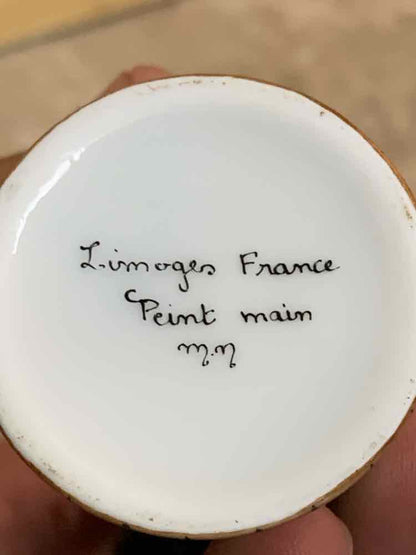 Limoges France
Peint main
m.m